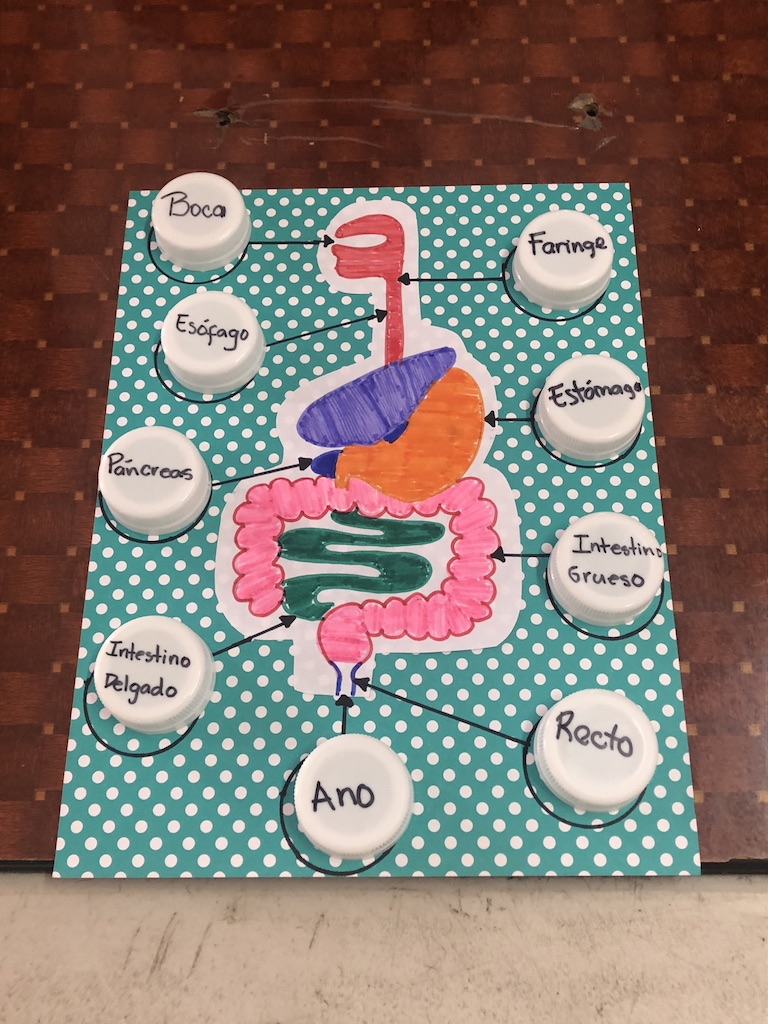 Boca
Faringe
Esófago
Estómago
Páncreas
Intestino
Grueso
Intestino
Delgado
Recto
Ano